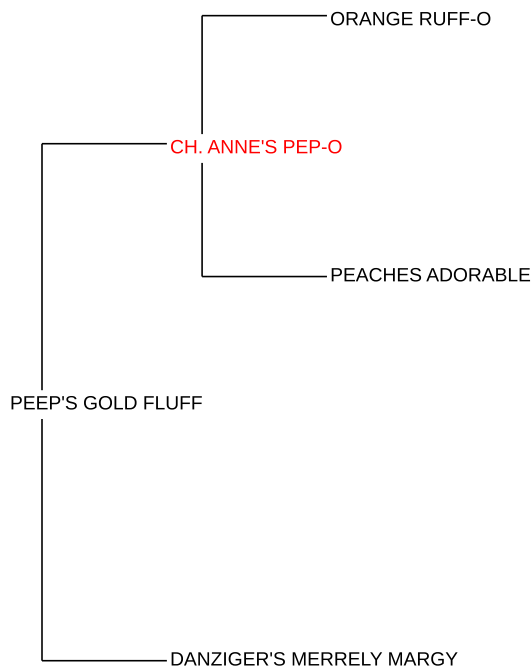 ORANGE RUFF-O
CH. ANNE'S PEP-O
PEACHES ADORABLE
PEEP'S GOLD FLUFF
DANZIGER'S MERRELY MARGY